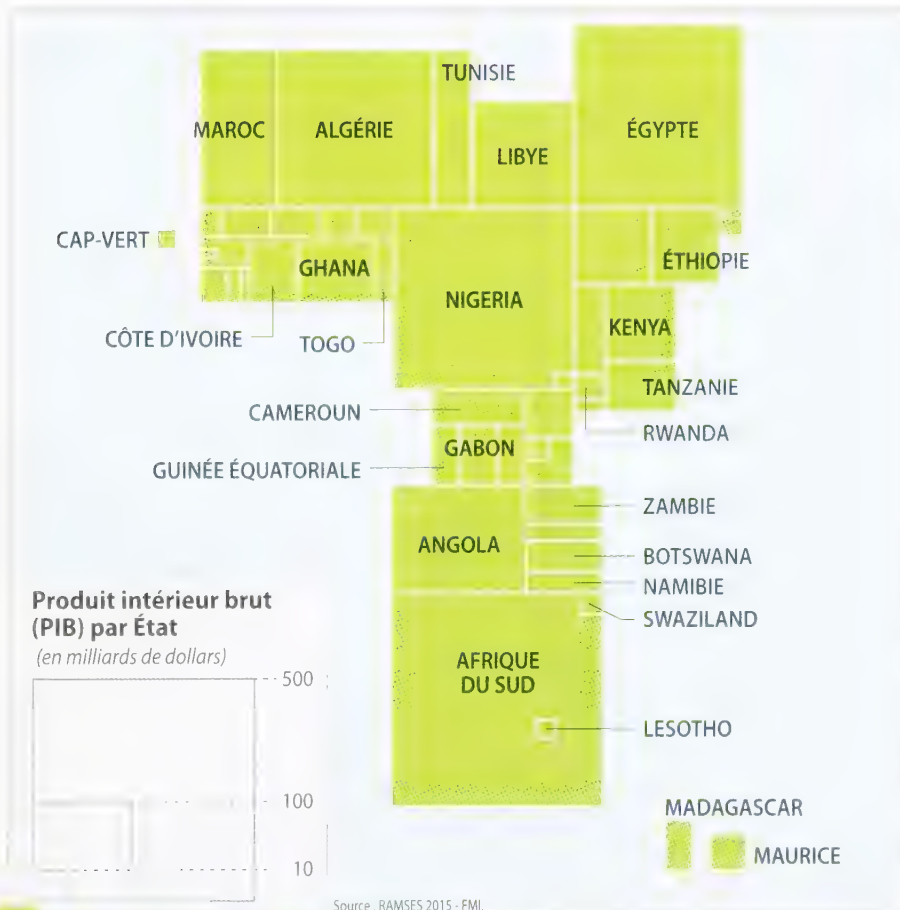 TUNISIE
MAROC
ALGÉRIE
LIBYE
ÉGYPTE
CAP-VERT
GHANA
NIGERIA
ÉTHIOPIE
CÔTE D'IVOIRE
TOGO
KENYA
TANZANIE
CAMEROUN
RWANDA
GABON
GUINÉE ÉQUATORIALE
ZAMBIE
ANGOLA
BOTSWANA
NAMIBIE
SWAZILAND
Produit intérieur brut
(PIB) par État
(en milliards de dollars)
500
100
10
AFRIQUE
DU SUD
LESOTHO
MADAGASCAR
MAURICE
Source : RAMSES 2015 - FMI.